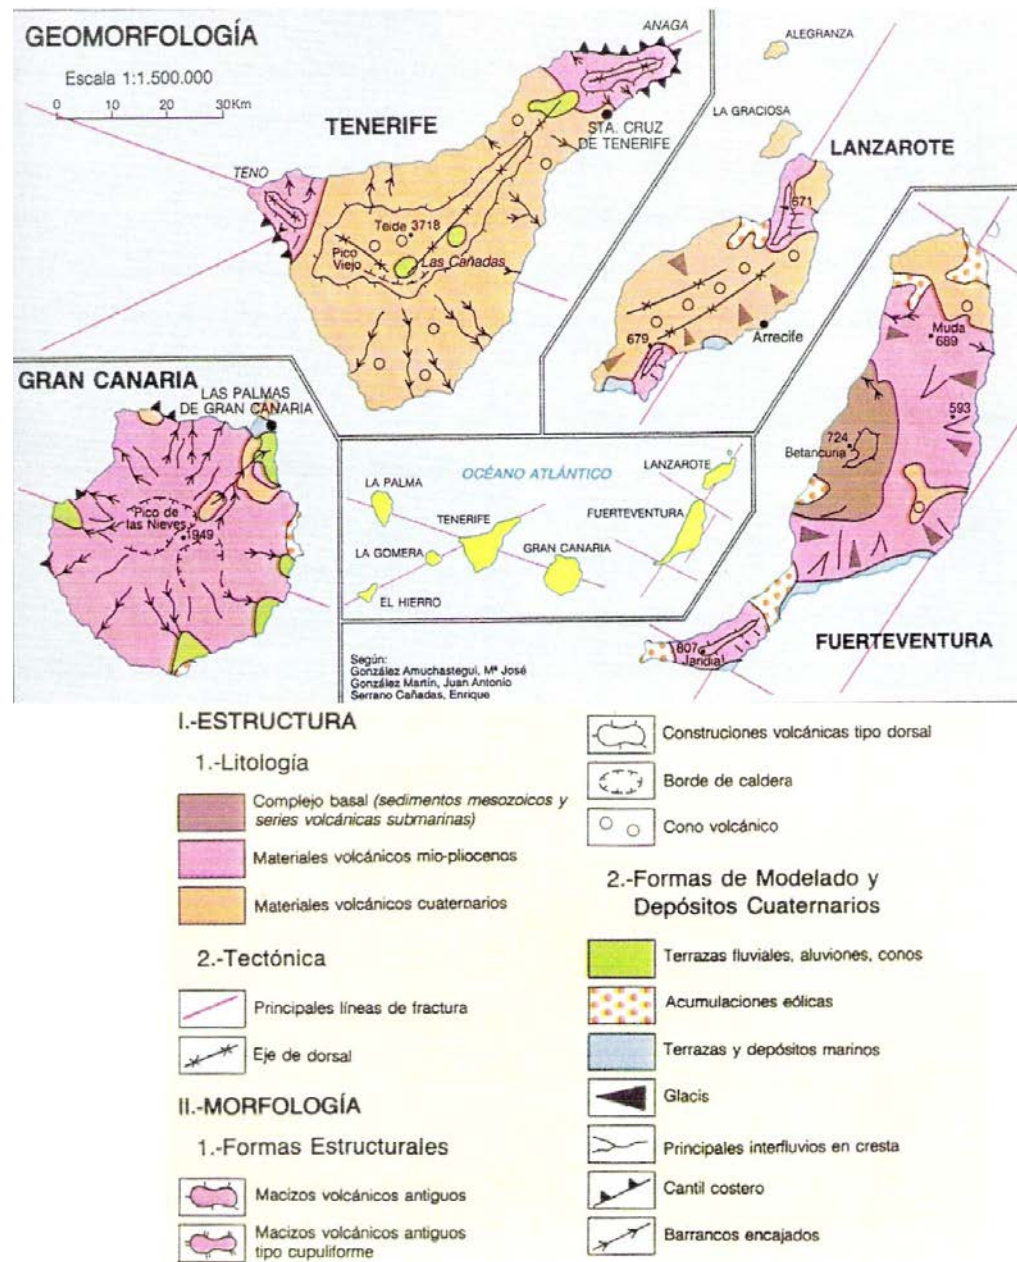 GEOMORFOLOGÍA
Escala 1:1.500.000
0 10 20 30Km
TENERIFE
ANAGA
STA. CRUZ
DE TENERIFE
TENO
Teide 3718
Pico
Viejo
Las Cañadas
ALEGRANZA
LA GRACIOSA
LANZAROTE
671
679
Arrecife
GRAN CANARIA
LAS PALMAS
DE GRAN CANARIA
Pico de
las Nieves
1949
OCÉANO ATLÁNTICO
LA PALMA
TENERIFE
LA GOMERA
EL HIERRO
GRAN CANARIA
LANZAROTE
FUERTEVENTURA
Muda
689
593
724
Betancuria
807
Jandía
FUERTEVENTURA
Según:
González Amuchastegui, Mª José
González Martín, Juan Antonio
Serrano Cañadas, Enrique
I.-ESTRUCTURA
1.-Litología
Complejo basal (sedimentos mesozoicos y
series volcánicas submarinas)
Materiales volcánicos mio-pliocenos
Materiales volcánicos cuaternarios
2.-Tectónica
Principales líneas de fractura
Eje de dorsal
II.-MORFOLOGÍA
1.-Formas Estructurales
Macizos volcánicos antiguos
Macizos volcánicos antiguos
tipo cupuliforme
Construciones volcánicas tipo dorsal
Borde de caldera
Cono volcánico
2.-Formas de Modelado y
Depósitos Cuaternarios
Terrazas fluviales, aluviones, conos
Acumulaciones eólicas
Terrazas y depósitos marinos
Glacis
Principales interfluvios en cresta
Cantil costero
Barrancos encajados